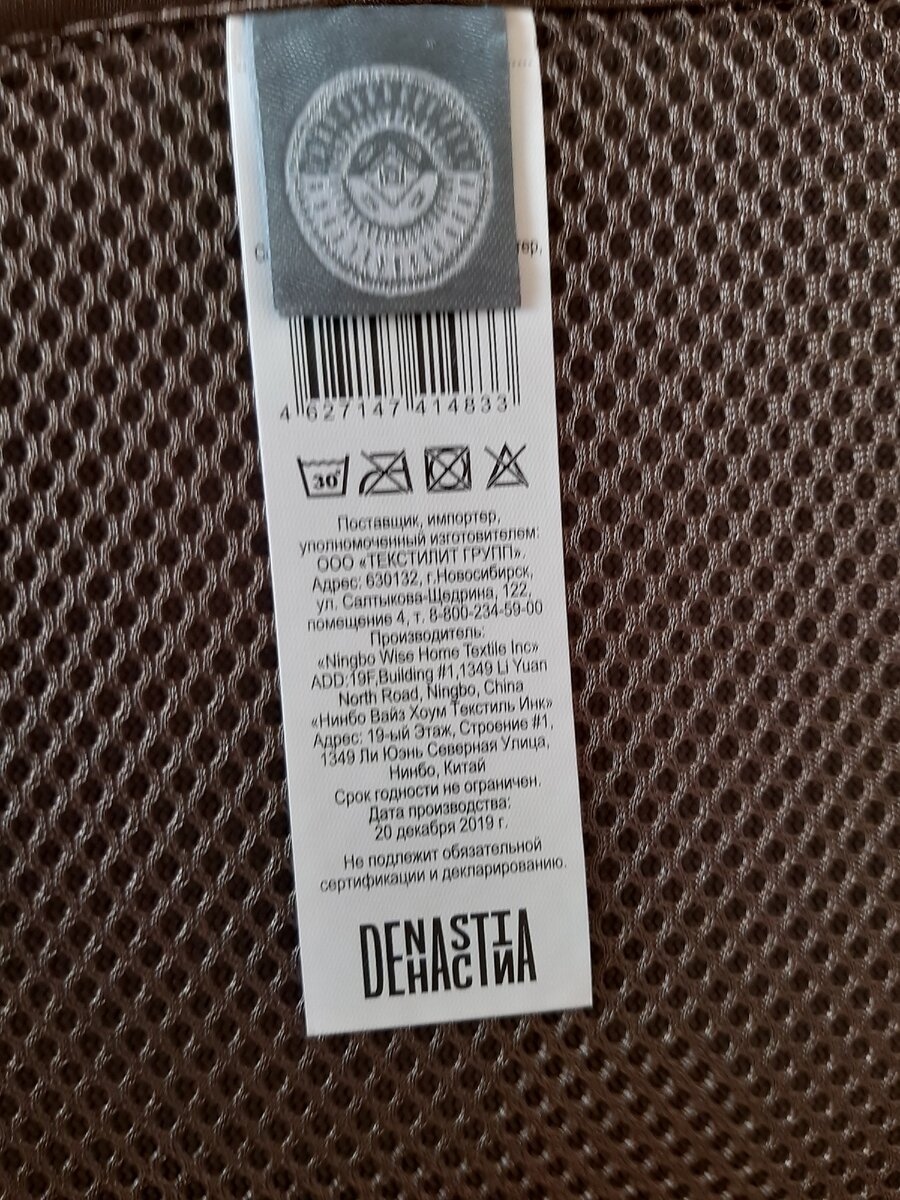 4 627147 414833
30°
Поставщик, импортер,
уполномоченный изготовителем:
ООО «ТЕКСТИЛИТ ГРУПП».
Адрес: 630132, г.Новосибирск,
ул. Салтыкова-Щедрина, 122,
помещение 4, т. 8-800-234-59-00
Производитель:
«Ningbo Wise Home Textile Inc»
ADD:19F,Building #1,1349 Li Yuan
North Road, Ningbo, China
«Нинбо Вайз Хоум Текстиль Инк»
Адрес: 19-ый Этаж, Строение #1,
1349 Ли Юэнь Северная Улица,
Нинбо, Китай
Срок годности не ограничен.
Дата производства:
20 декабря 2019 г.
Не подлежит обязательной
сертификации и декларированию.
DENASTIA
DЕНАСТИА